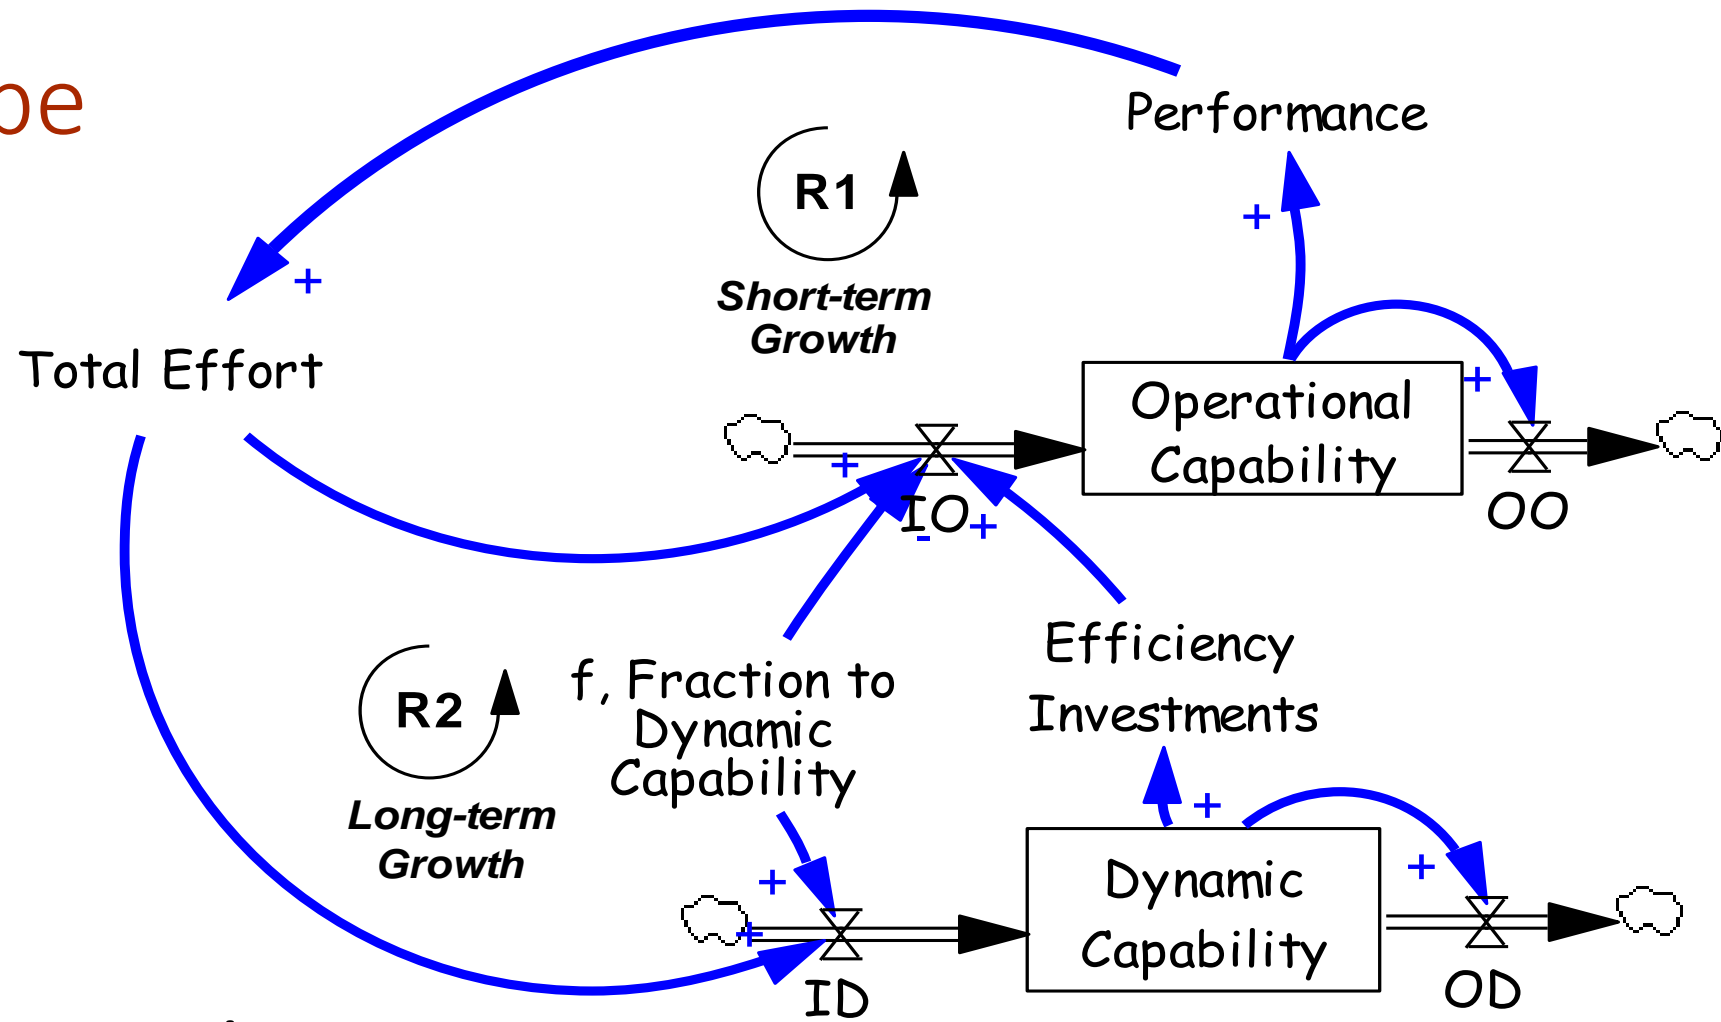 pe
Performance
+
R1
+
Short-term
Growth
Total Effort
Operational
Capability
+
+
IO
-
+
OO
Efficiency
Investments
f, Fraction to
Dynamic
Capability
R2
Long-term
Growth
+
+
+
Dynamic
Capability
+
ID
OD